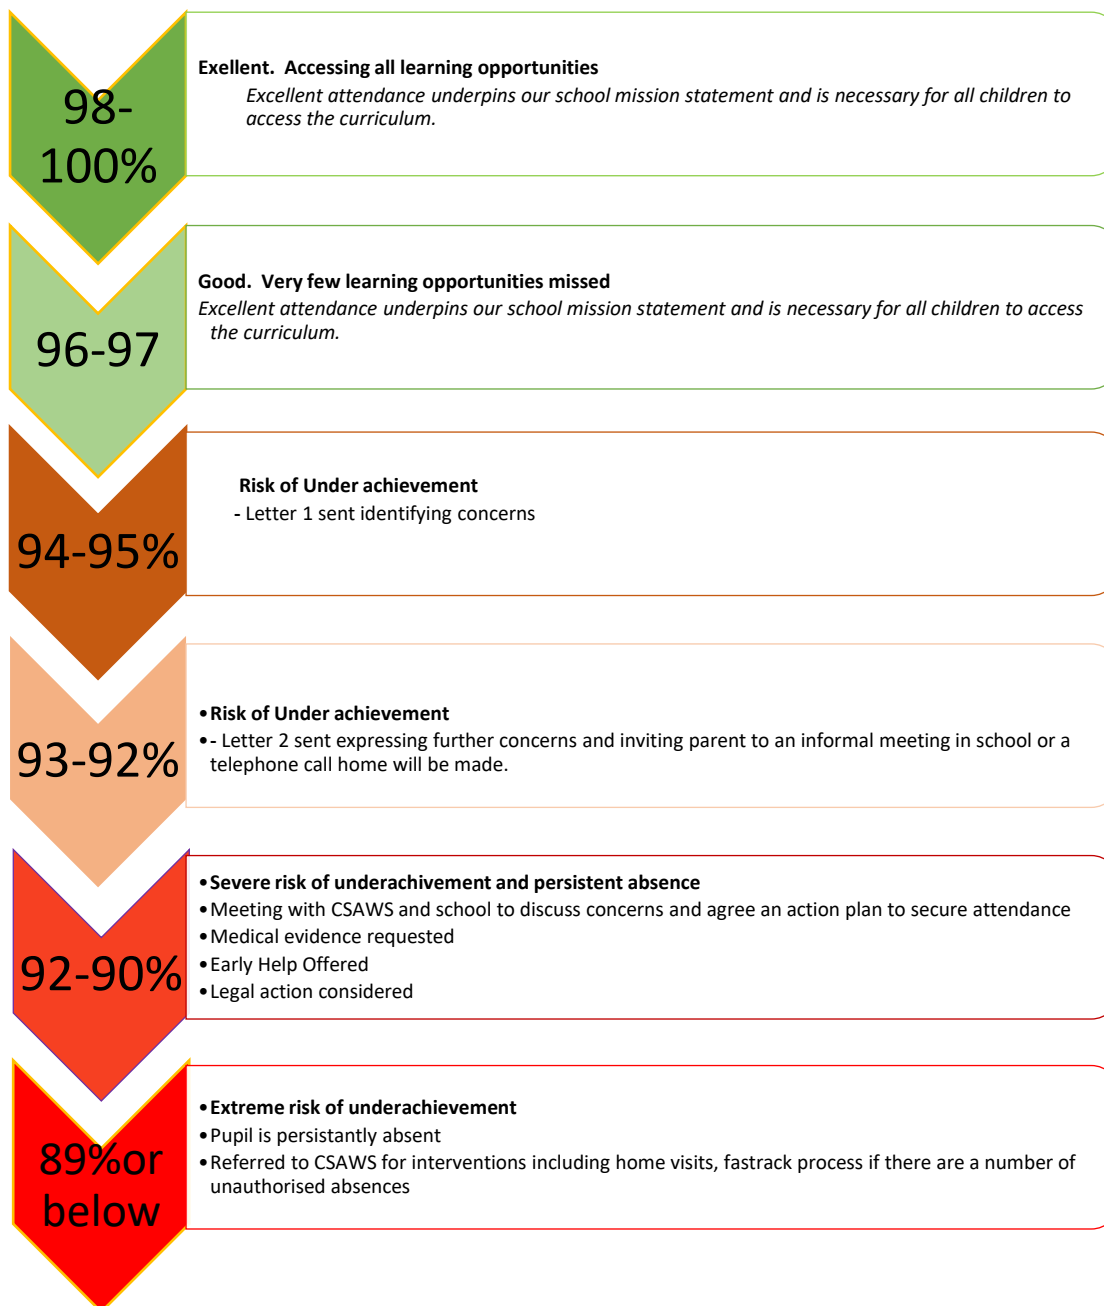 98-
100%
Exellent.  Accessing all learning opportunities
Excellent attendance underpins our school mission statement and is necessary for all children to
access the curriculum.
96-97
Good.  Very few learning opportunities missed
Excellent attendance underpins our school mission statement and is necessary for all children to access
the curriculum.
94-95%
Risk of Under achievement
- Letter 1 sent identifying concerns
93-92%
•Risk of Under achievement
•- Letter 2 sent expressing further concerns and inviting parent to an informal meeting in school or a
telephone call home will be made.
92-90%
•Severe risk of underachivement and persistent absence
•Meeting with CSAWS and school to discuss concerns and agree an action plan to secure attendance
•Medical evidence requested
•Early Help Offered
•Legal action considered
89%or
below
•Extreme risk of underachievement
•Pupil is persistantly absent
•Referred to CSAWS for interventions including home visits, fastrack process if there are a number of
unauthorised absences